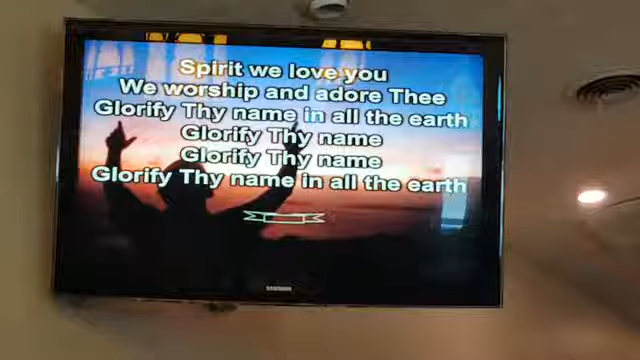 Spirit we love you
We worship and adore Thee
Glorify Thy name in all the earth
Glorify Thy name
Glorify Thy name
Glorify Thy name in all the earth
SAMSUNG